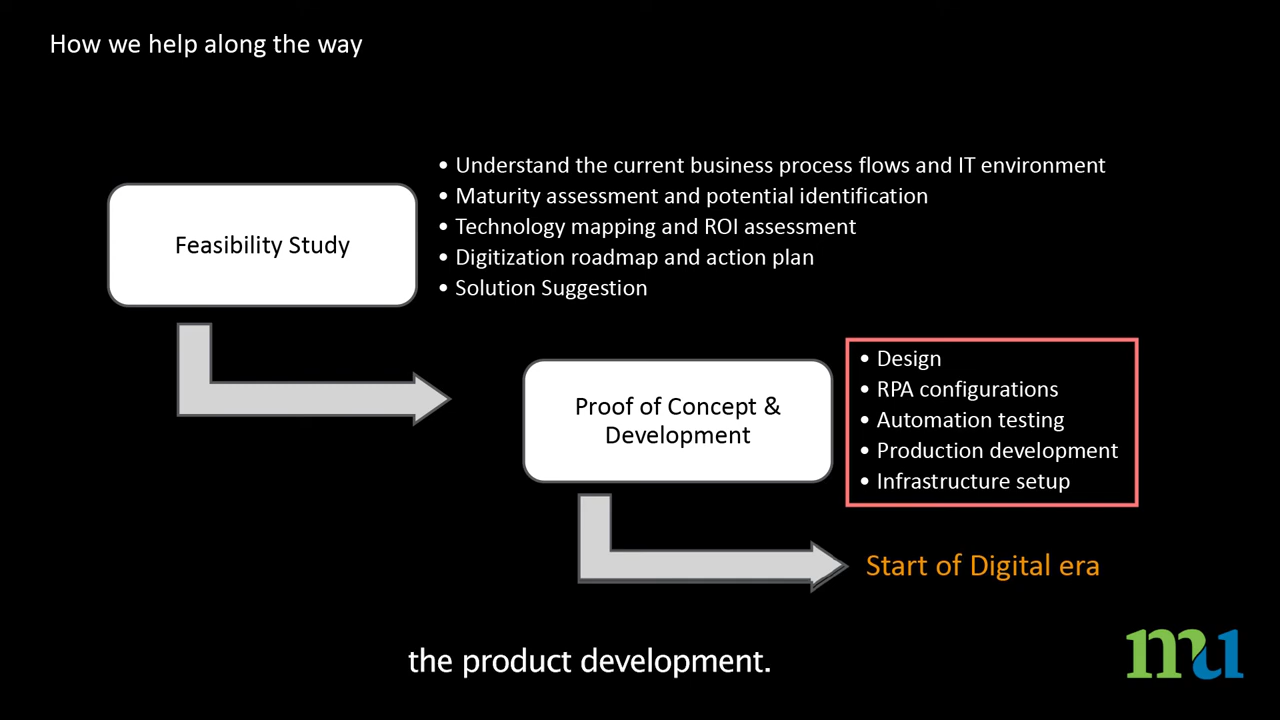 How we help along the way
• Understand the current business process flows and IT environment
• Maturity assessment and potential identification
Feasibility Study
• Technology mapping and ROI assessment
• Digitization roadmap and action plan
• Solution Suggestion
Proof of Concept &
Development
• Design
• RPA configurations
• Automation testing
• Production development
• Infrastructure setup
Start of Digital era
the product development.
mu